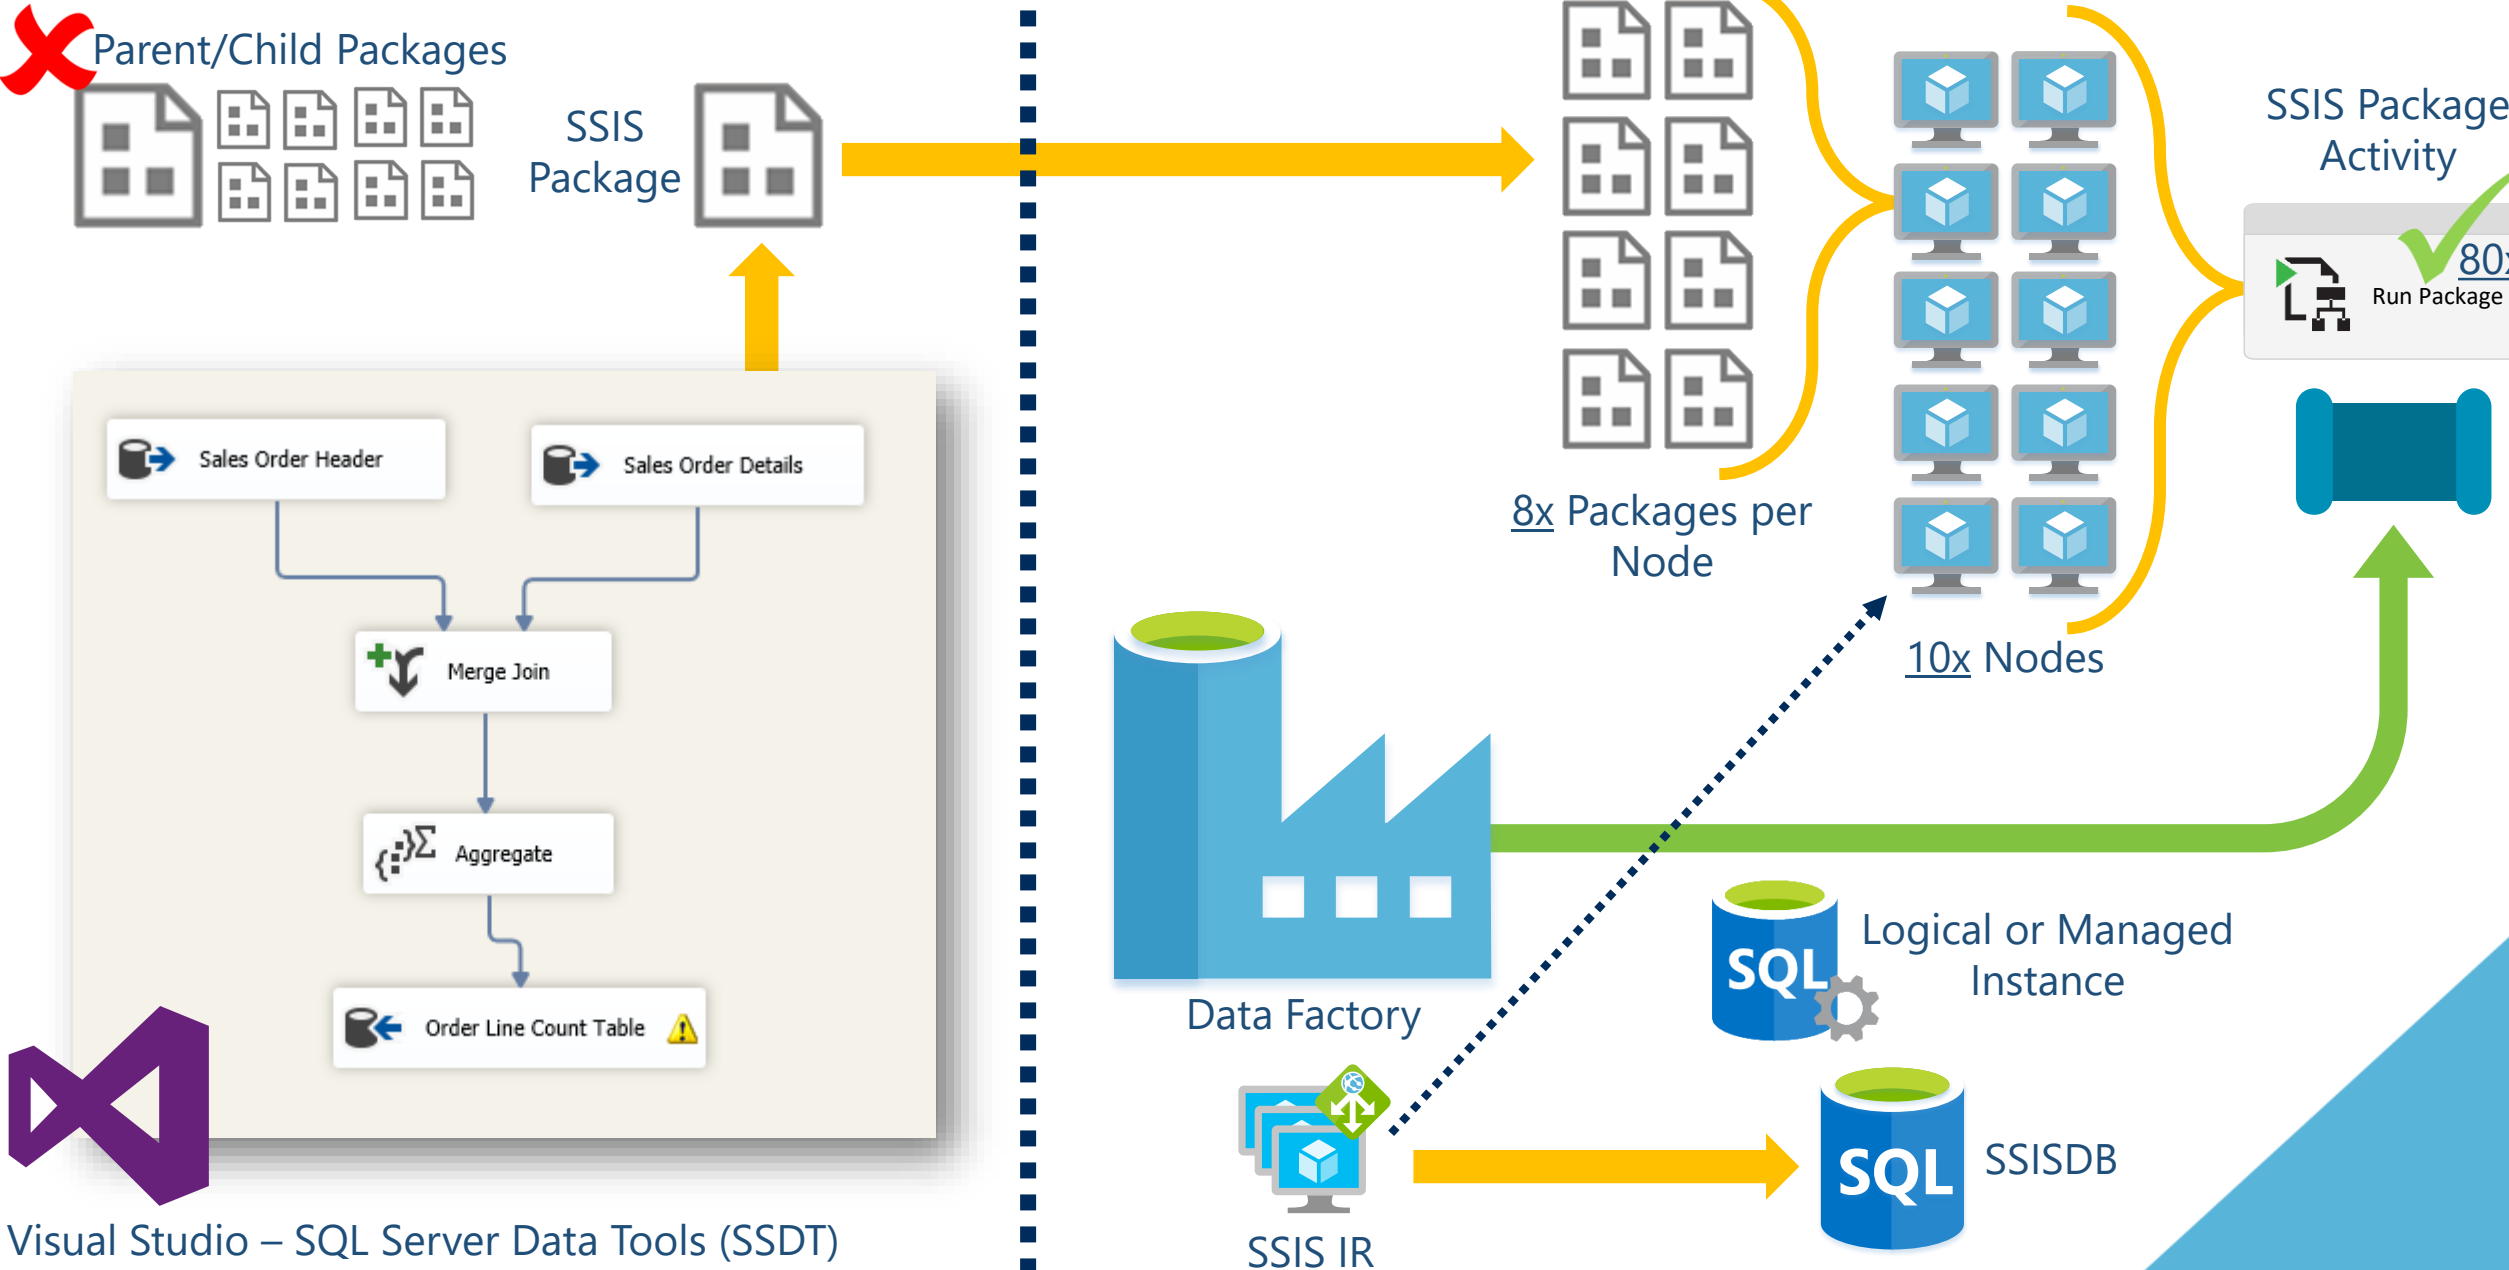 Parent/Child Packages
SSIS
Package
Sales Order Header
Sales Order Details
Merge Join
Aggregate
Order Line Count Table
Visual Studio – SQL Server Data Tools (SSDT)
8x Packages per
Node
10x Nodes
SSIS Package
Activity
80x
Run Package
Data Factory
SQL
Logical or Managed
Instance
SSIS IR
SQL
SSISDB